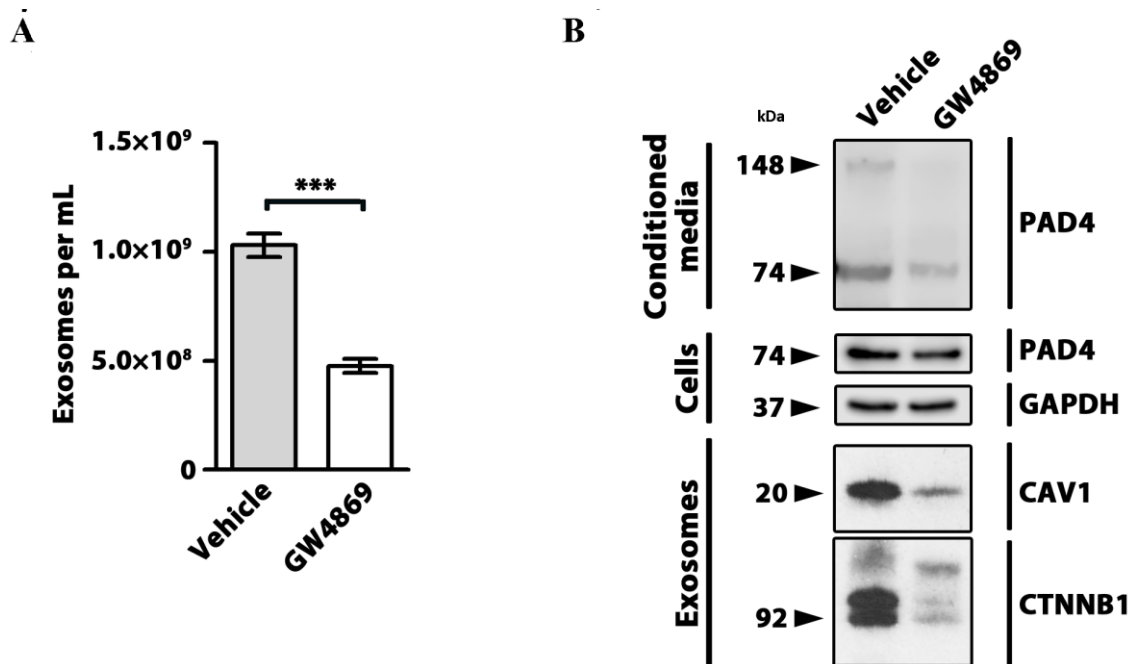 A
Exosomes per mL
1.5×10⁹
1.0×10⁹
5.0×10⁸
0
***
Vehicle
GW4869
B
kDa
Vehicle
GW4869
Conditioned
media
148
74
PAD4
Cells
74
PAD4
37
GAPDH
Exosomes
20
CAV1
92
CTNNB1